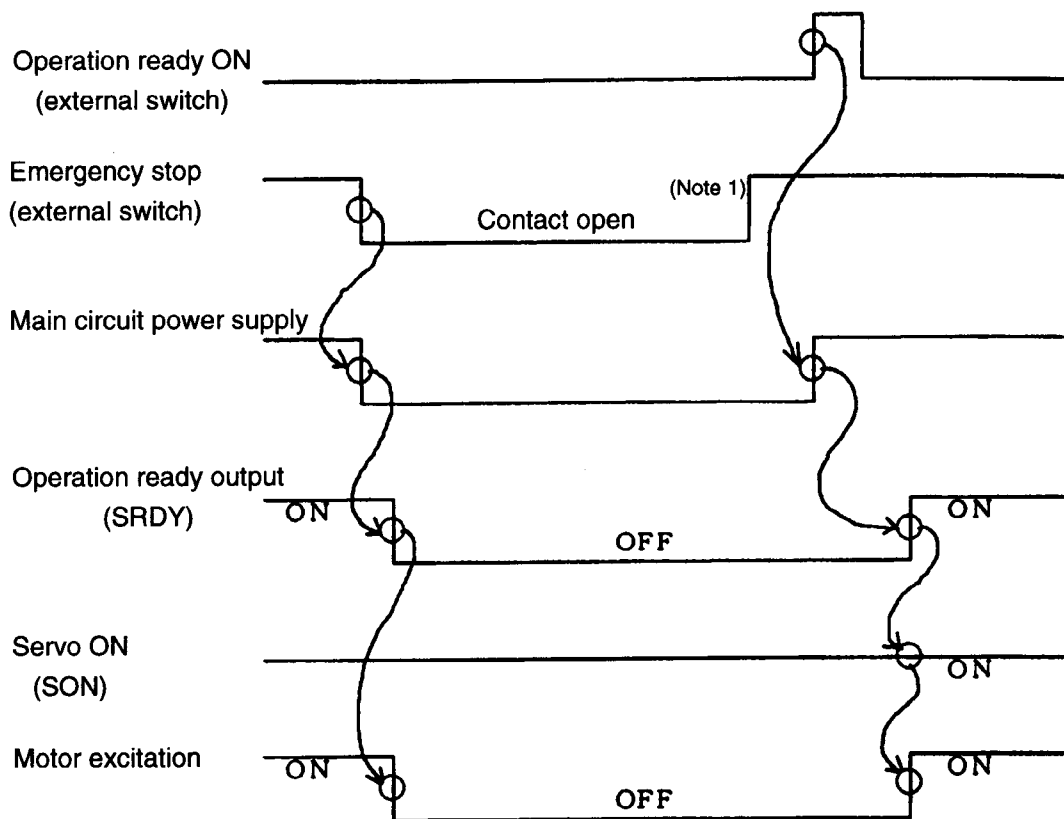 Operation ready ON
(external switch)
Emergency stop
(external switch)
(Note 1)
Contact open
Main circuit power supply
Operation ready output
(SRDY)
ON
OFF
ON
Servo ON
(SON)
ON
Motor excitation
ON
OFF
ON